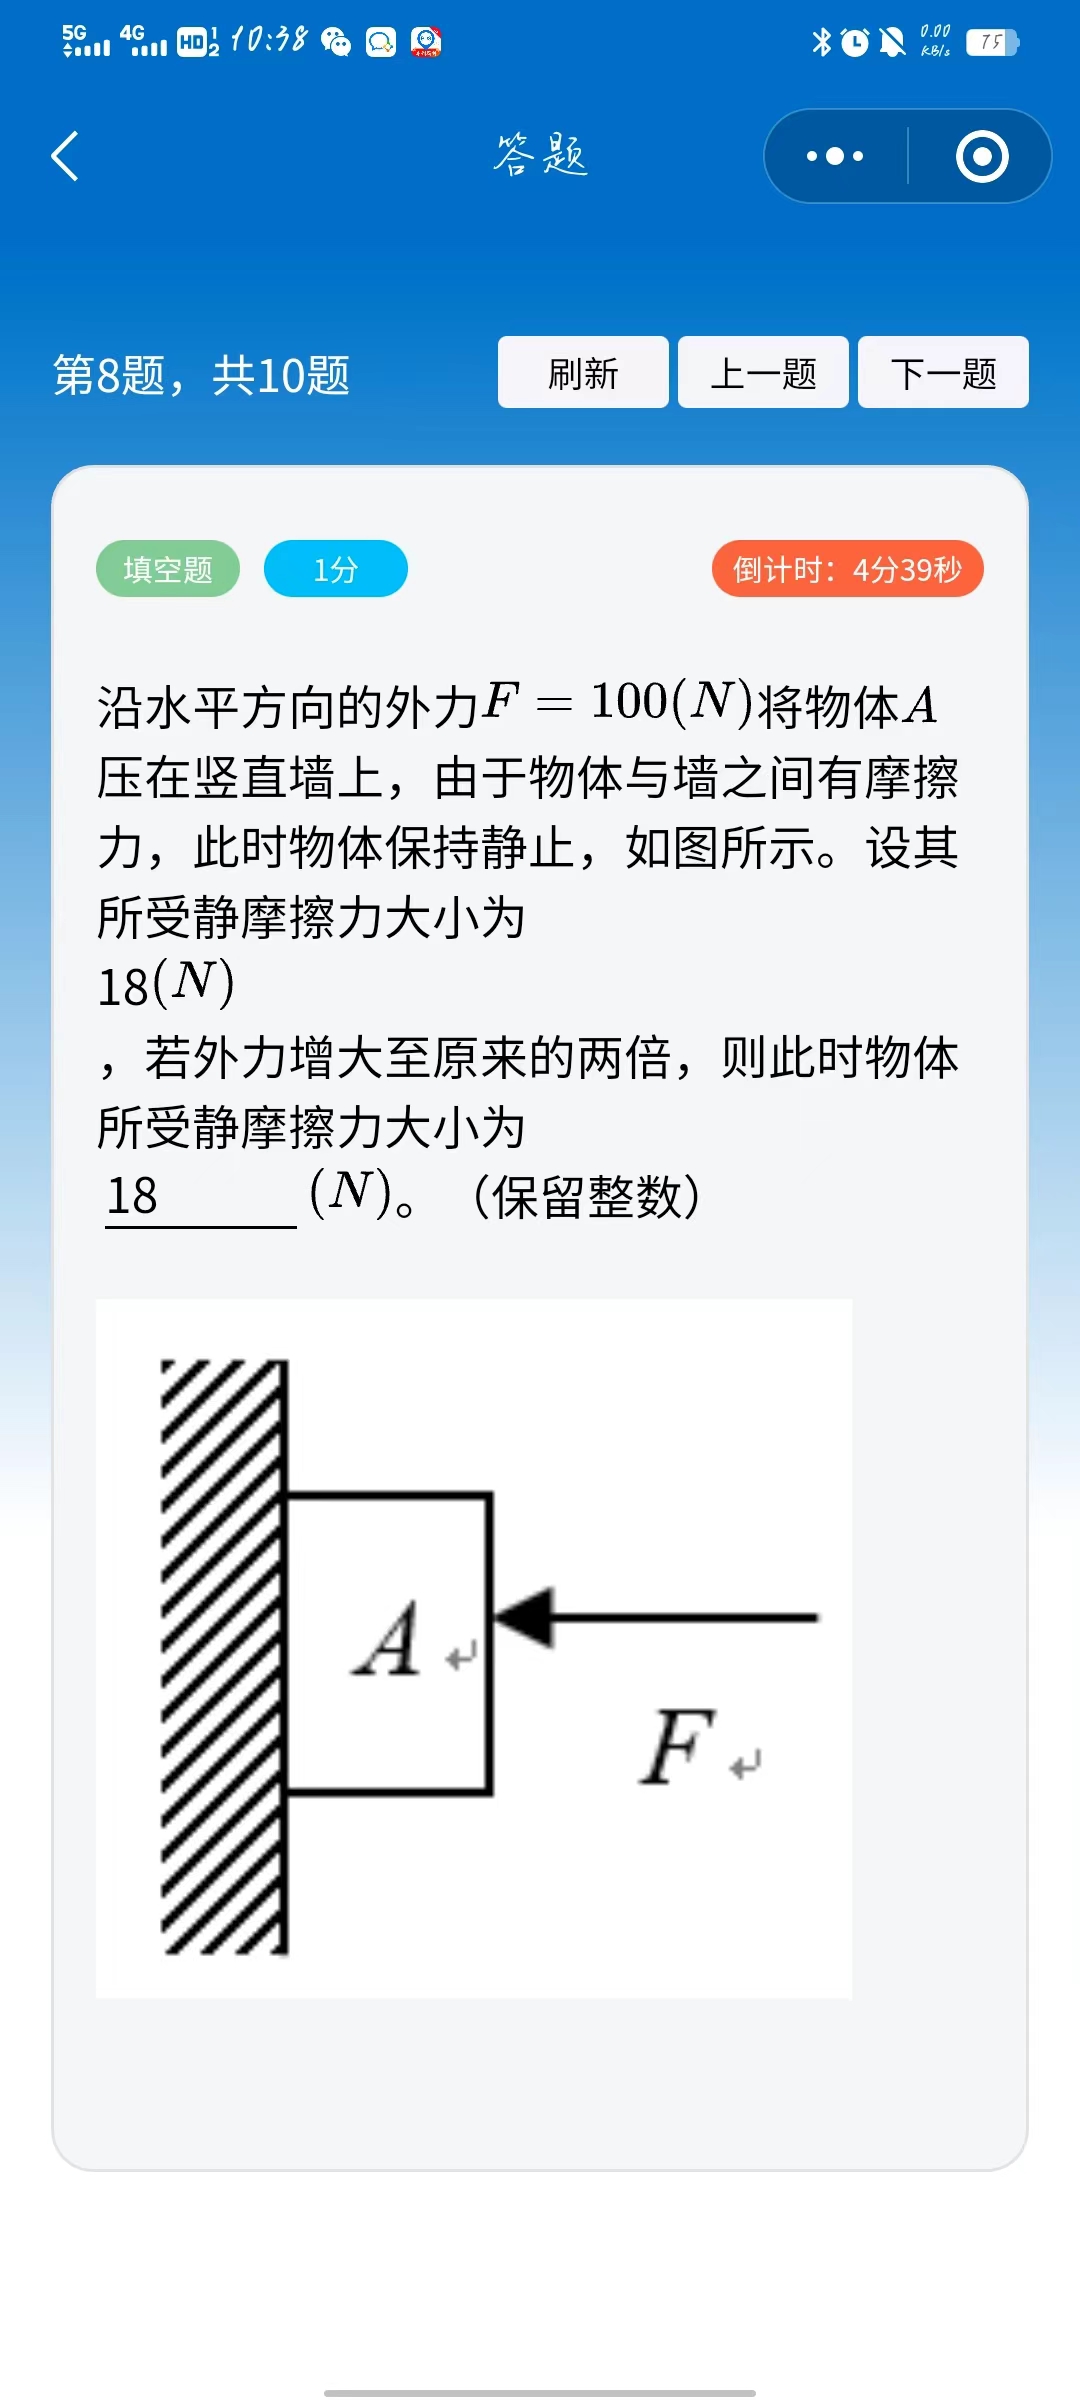 5G 4G HD 1 2 10:38 0.00 KB/s 75
答题
第8题，共10题 刷新 上一题 下一题
填空题 1分 倒计时：4分39秒
沿水平方向的外力F = 100(N)将物体A
压在竖直墙上，由于物体与墙之间有摩擦
力，此时物体保持静止，如图所示。设其
所受静摩擦力大小为
18(N)
，若外力增大至原来的两倍，则此时物体
所受静摩擦力大小为
18 (N)。（保留整数）
A
F